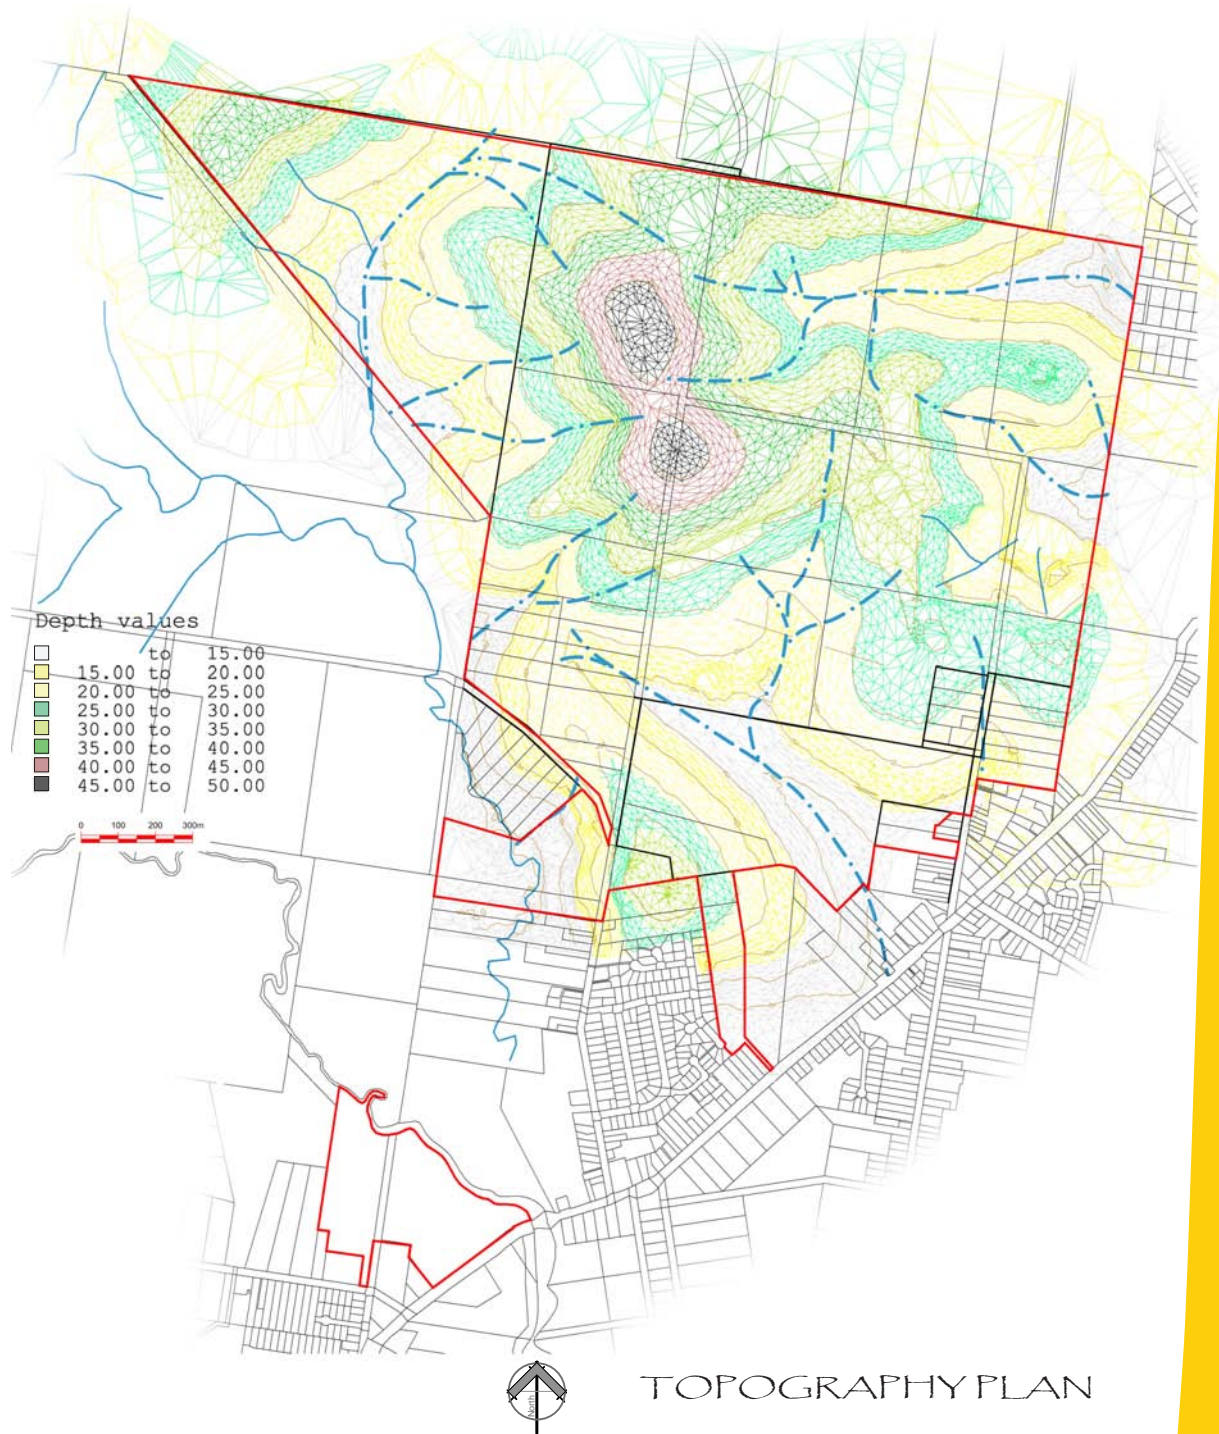 Depth values
to 15.00
15.00 to 20.00
20.00 to 25.00
25.00 to 30.00
30.00 to 35.00
35.00 to 40.00
40.00 to 45.00
45.00 to 50.00
0 100 200 300m
North
TOPOGRAPHY PLAN